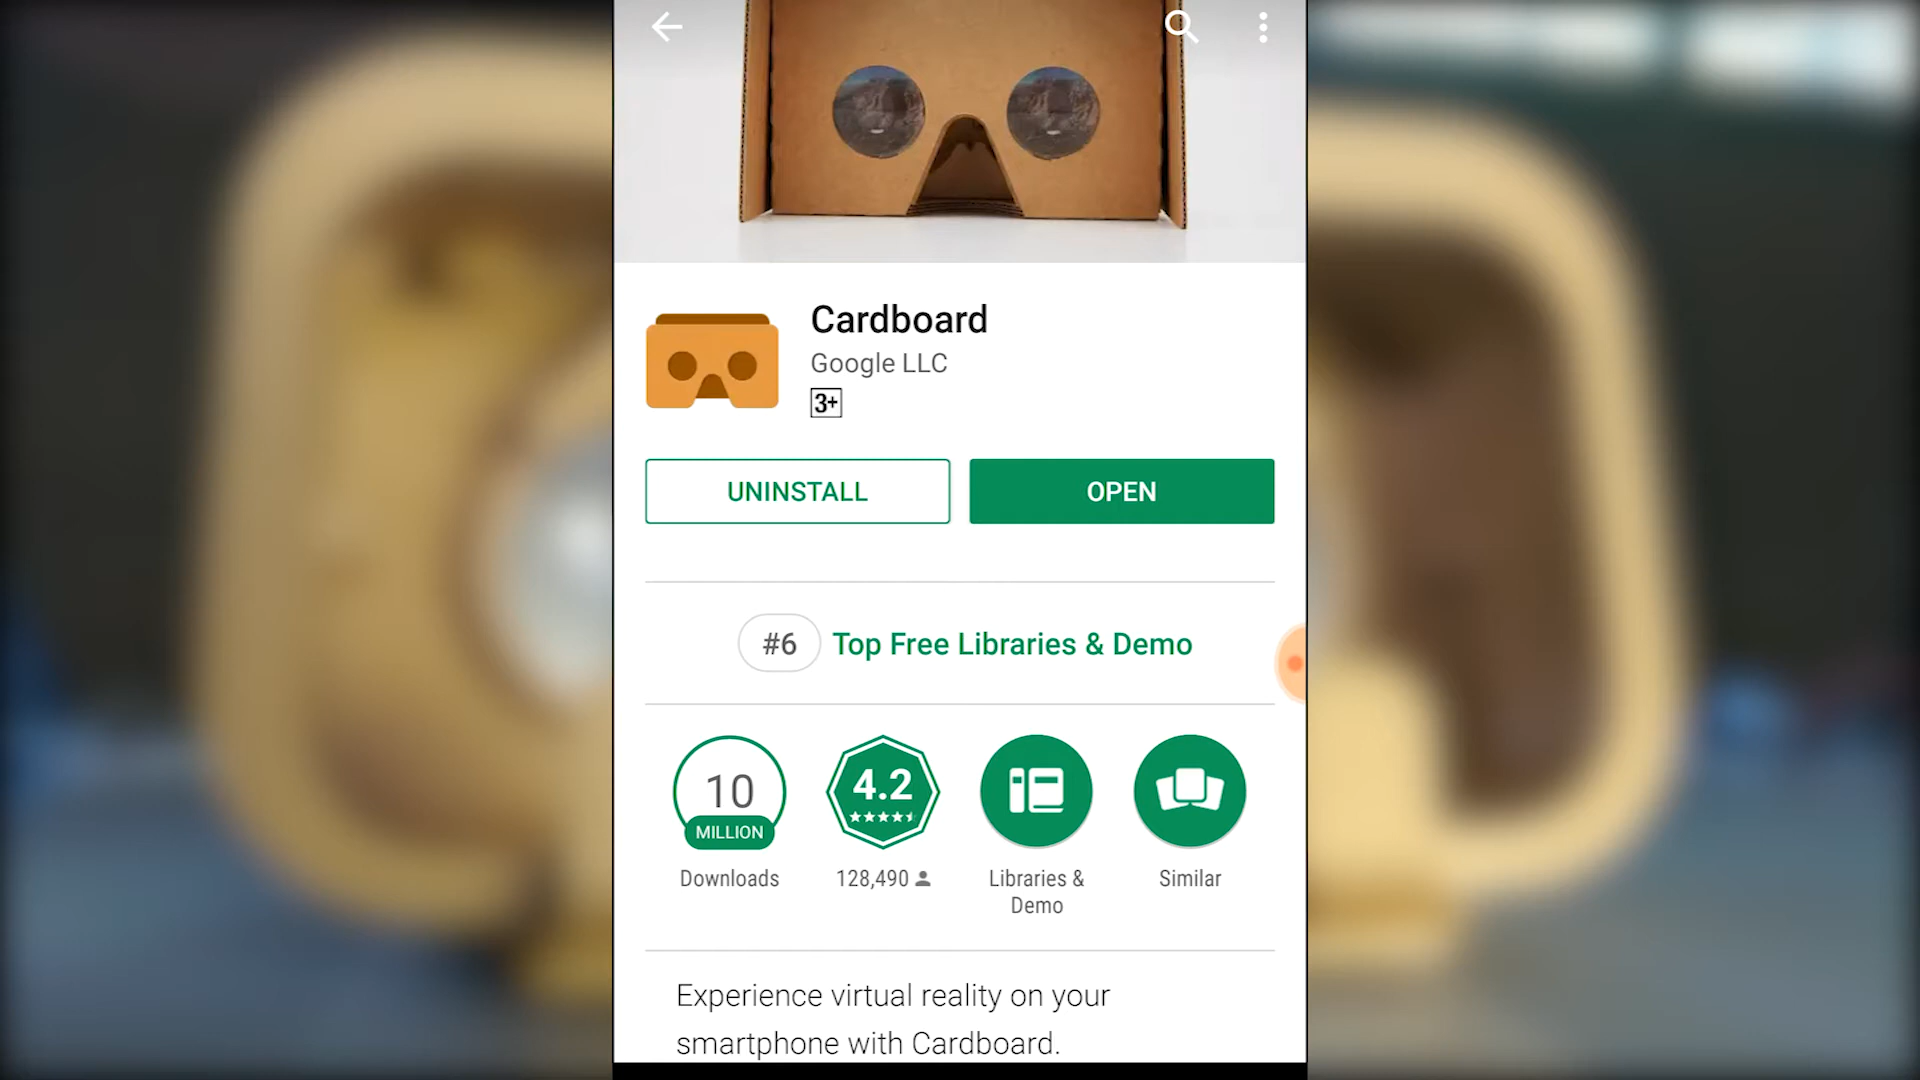 Cardboard
Google LLC
3+
UNINSTALL
OPEN
#6 Top Free Libraries & Demo
10
MILLION
Downloads
4.2
128,490
Libraries &
Demo
Similar
Experience virtual reality on your
smartphone with Cardboard.